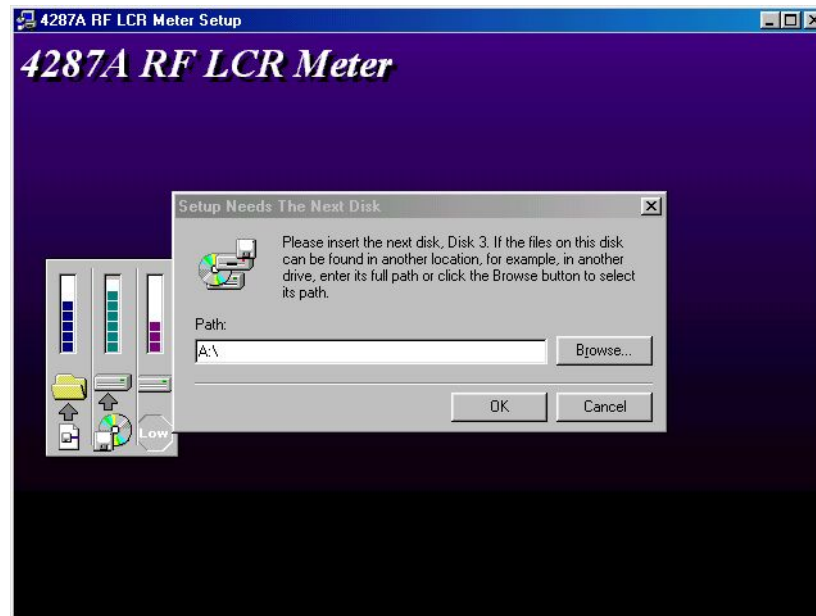 4287A RF LCR Meter Setup
4287A RF LCR Meter
Setup Needs The Next Disk
Please insert the next disk, Disk 3. If the files on this disk
can be found in another location, for example, in another
drive, enter its full path or click the Browse button to select
its path.
Path:
A:\
Browse...
OK
Cancel
Low